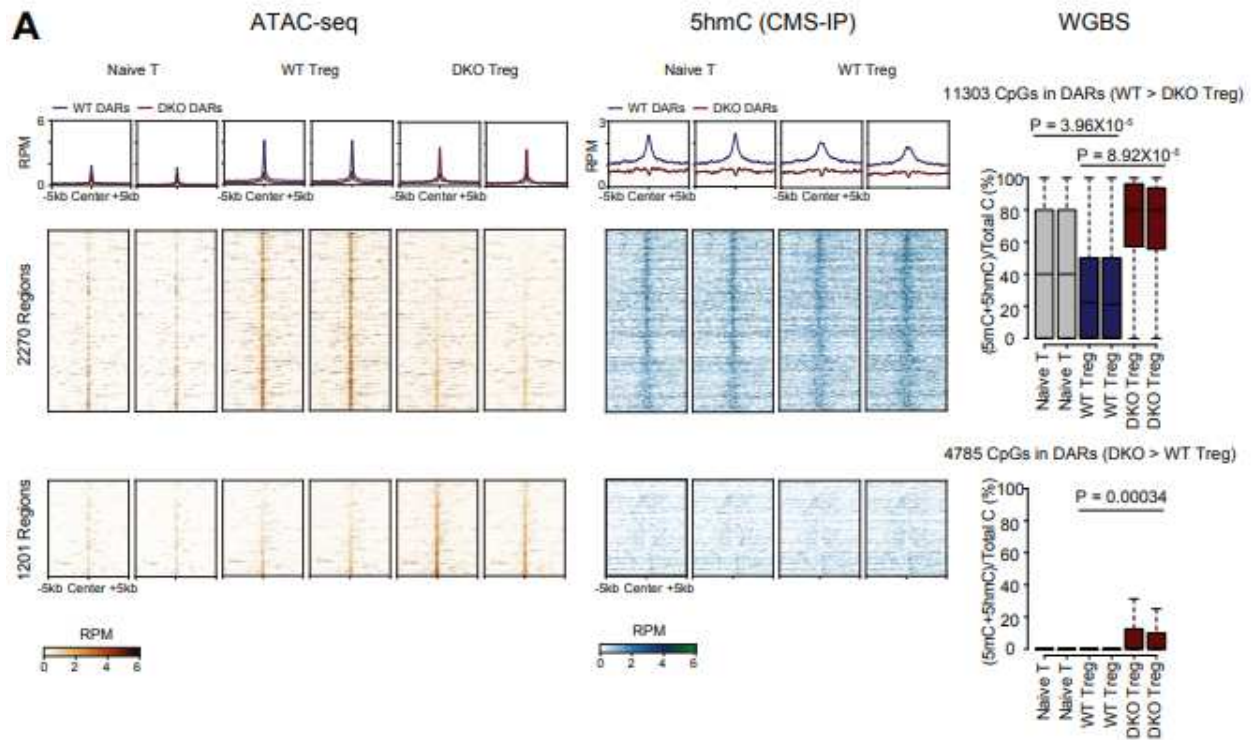 A
ATAC-seq
5hmC (CMS-IP)
WGBS
Naive T
WT Treg
DKO Treg
Naive T
WT Treg
11303 CpGs in DARs (WT > DKO Treg)
WT DARs
DKO DARs
WT DARs
DKO DARs
P = 3.96X10-5
P = 8.92X10-6
RPM
6
0
-5kb Center +5kb
-5kb Center +5kb
-5kb Center +5kb
RPM
3
0
-5kb Center +5kb
-5kb Center +5kb
(5mC+5hmC)/Total C (%)
100
80
60
40
20
0
Naive T
Naive T
WT Treg
WT Treg
DKO Treg
DKO Treg
2270 Regions
4785 CpGs in DARs (DKO > WT Treg)
P = 0.00034
(5mC+5hmC)/Total C (%)
100
80
60
40
20
0
Naive T
Naive T
WT Treg
WT Treg
DKO Treg
DKO Treg
1201 Regions
-5kb Center +5kb
-5kb Center +5kb
RPM
0 2 4 6
RPM
0 2 4 6